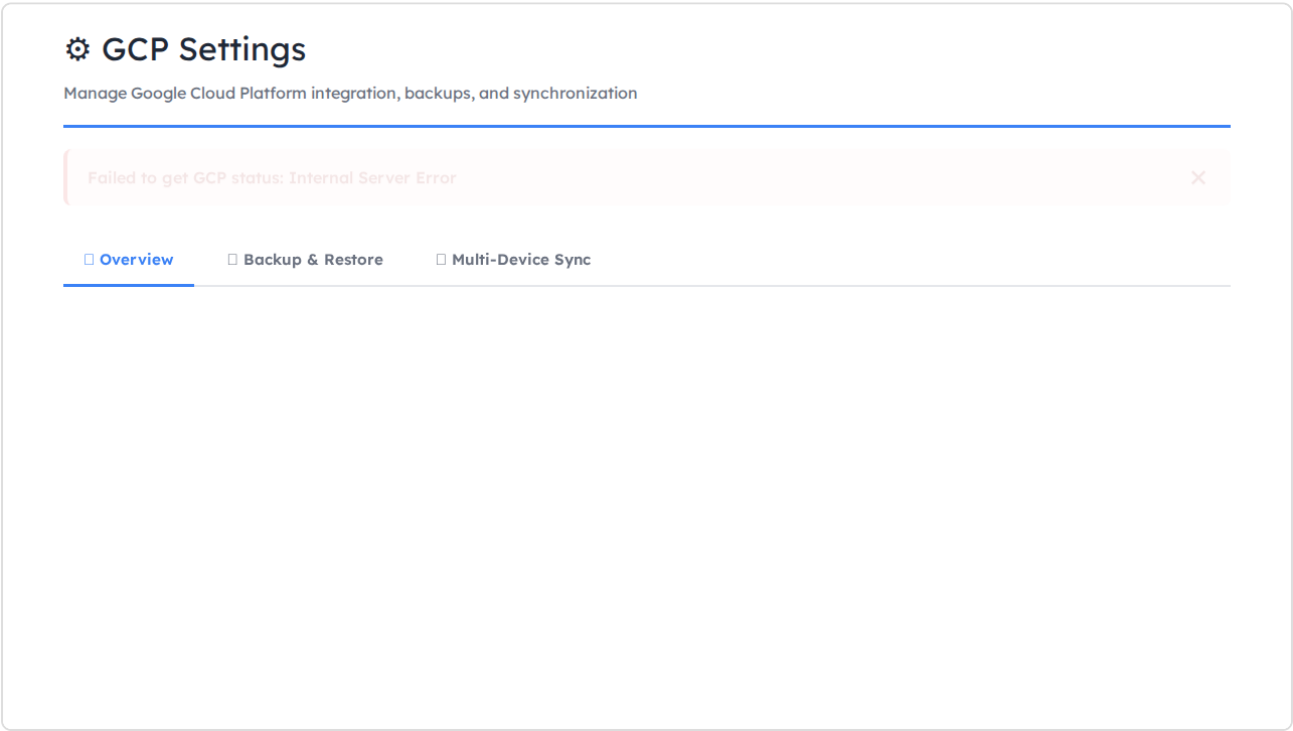 ⚙ GCP Settings
Manage Google Cloud Platform integration, backups, and synchronization
Failed to get GCP status: Internal Server Error ✕
Overview
Backup & Restore
Multi-Device Sync